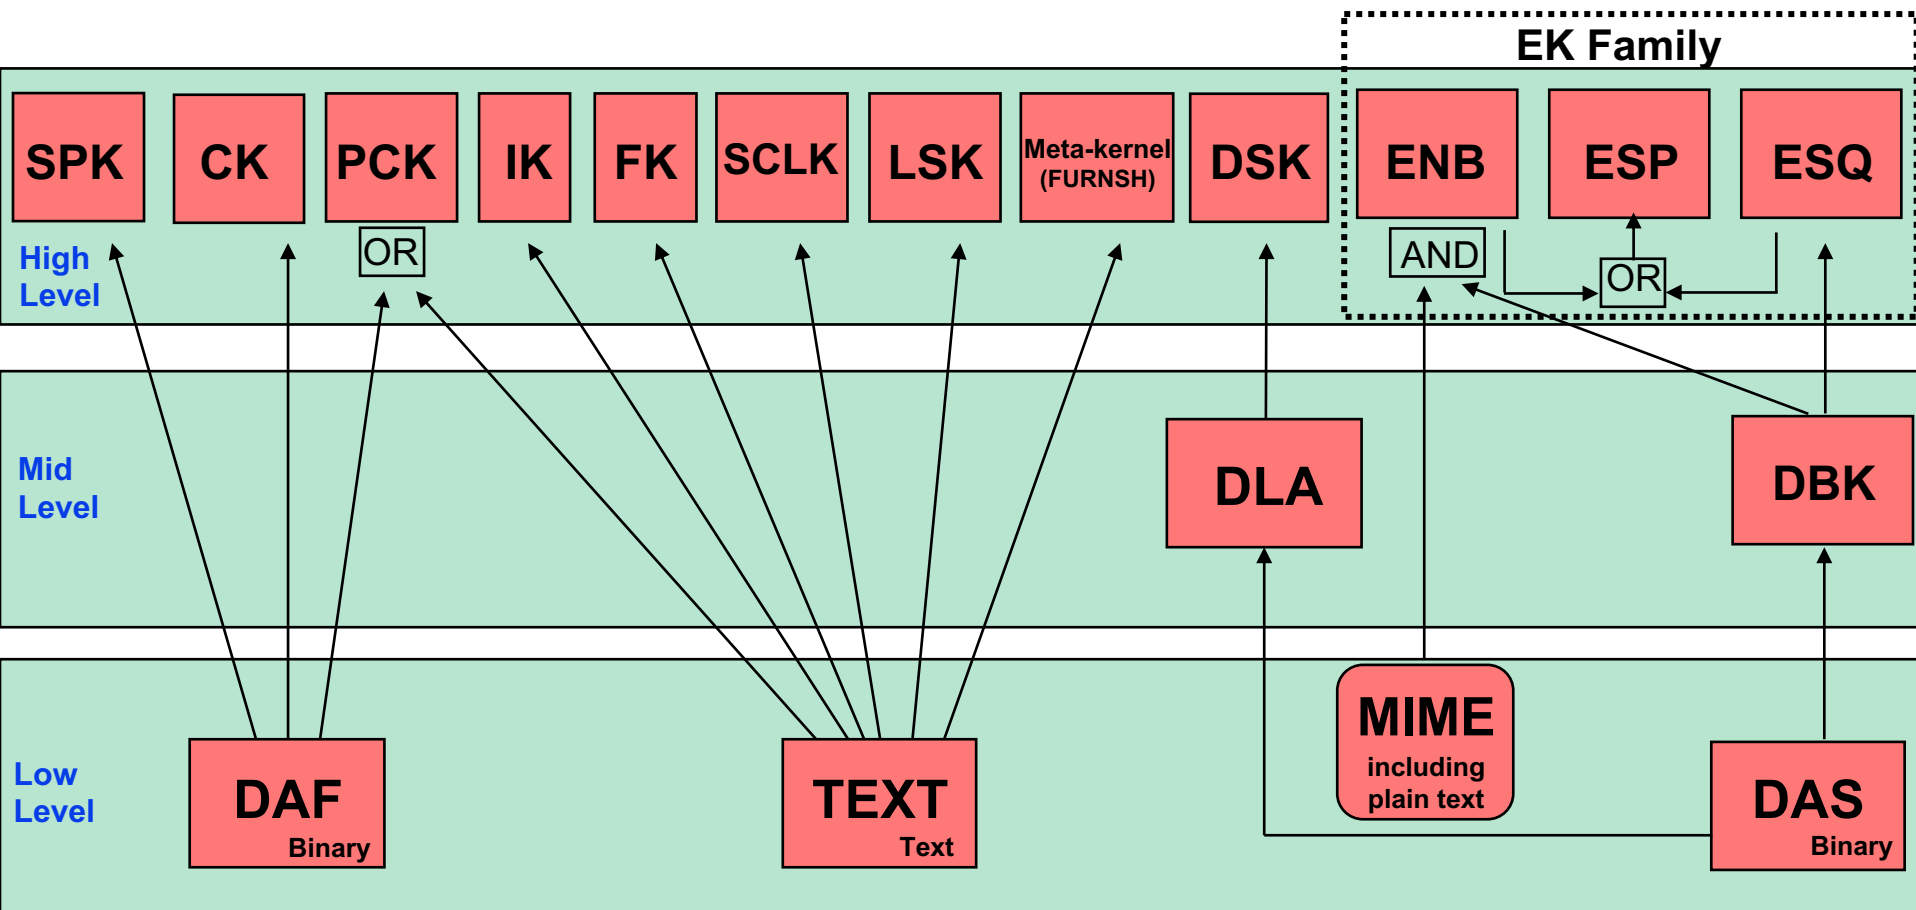 EK Family
SPK
CK
PCK
IK
FK
SCLK
LSK
Meta-kernel
(FURNSH)
DSK
ENB
ESP
ESQ
OR
AND
OR
High
Level
Mid
Level
DLA
DBK
Low
Level
DAF
Binary
TEXT
Text
MIME
including
plain text
DAS
Binary